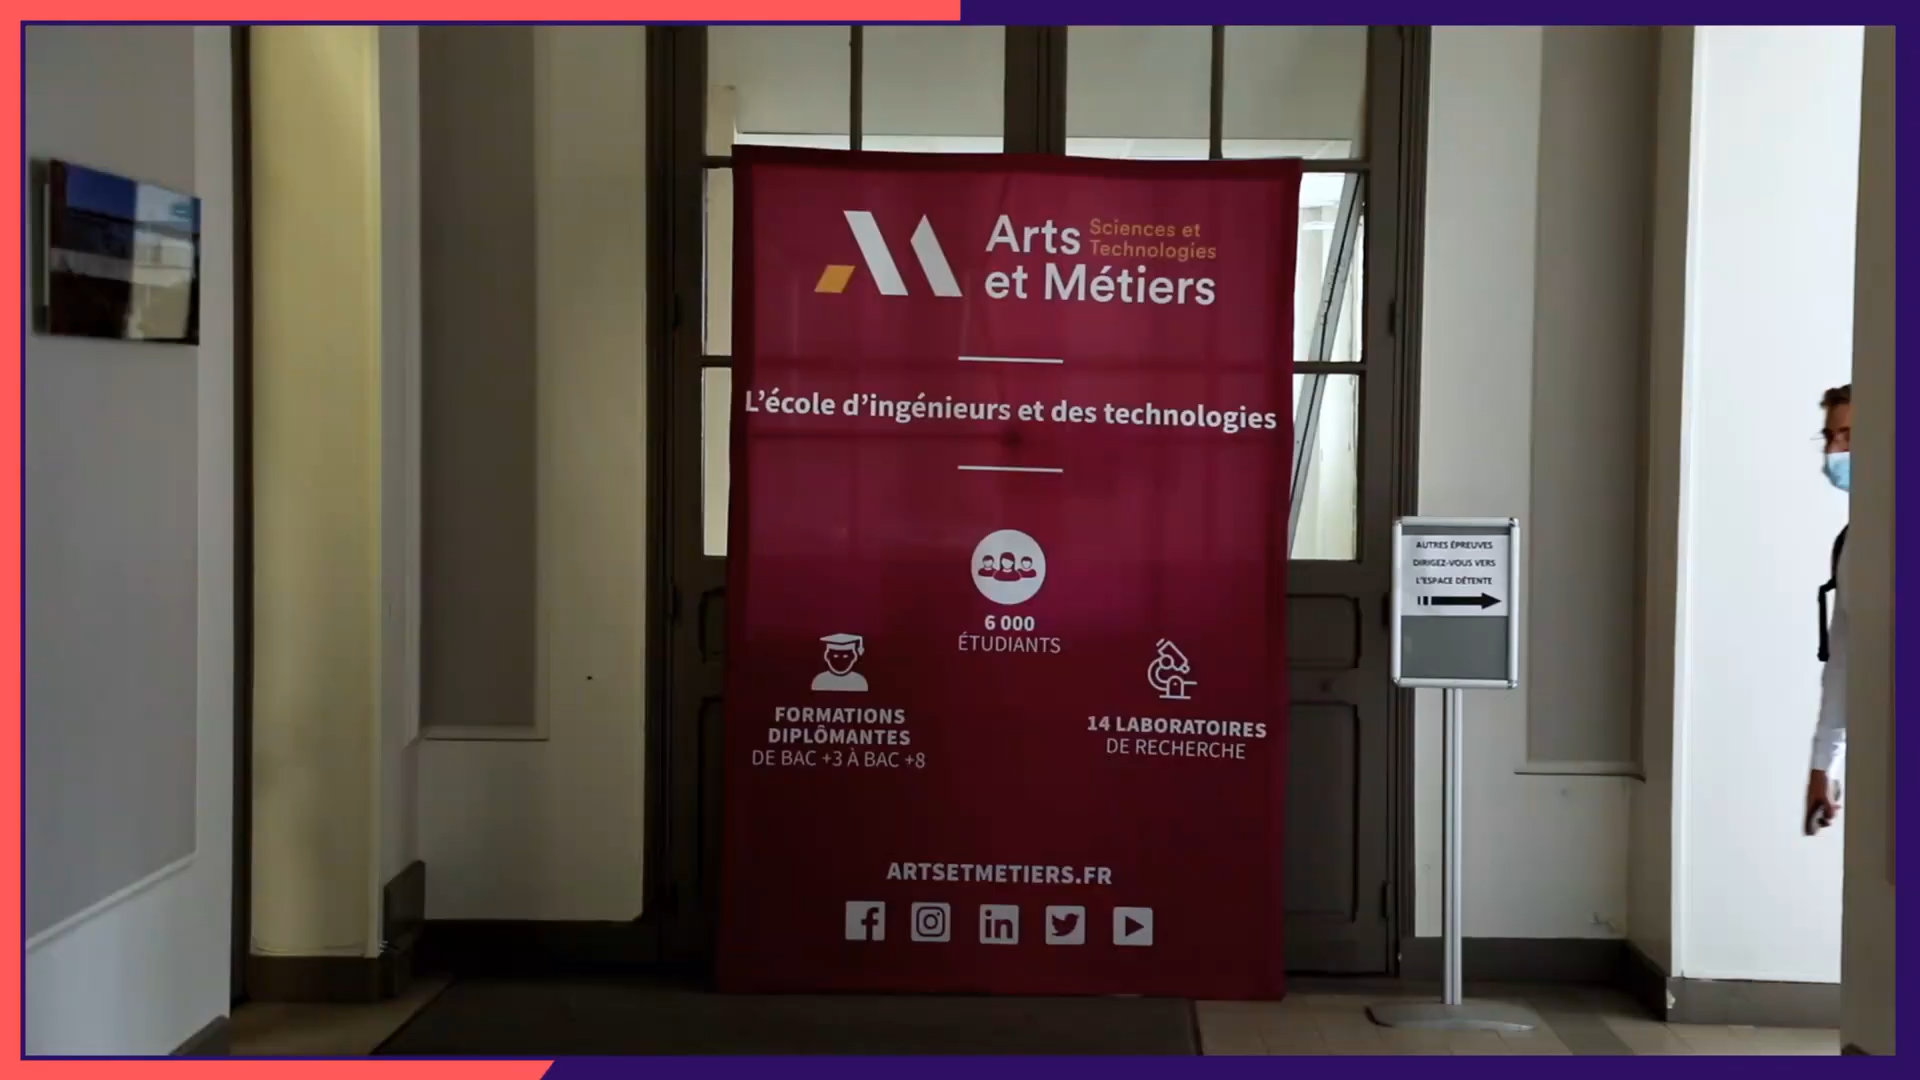 Arts Sciences et
Technologies
et Métiers
L'école d'ingénieurs et des technologies
6 000
ÉTUDIANTS
FORMATIONS
DIPLÔMANTES
DE BAC +3 À BAC +8
14 LABORATOIRES
DE RECHERCHE
ARTSETMETIERS.FR
AUTRES ÉPREUVES
DIRIGEZ-VOUS VERS
L'ESPACE DÉTENTE